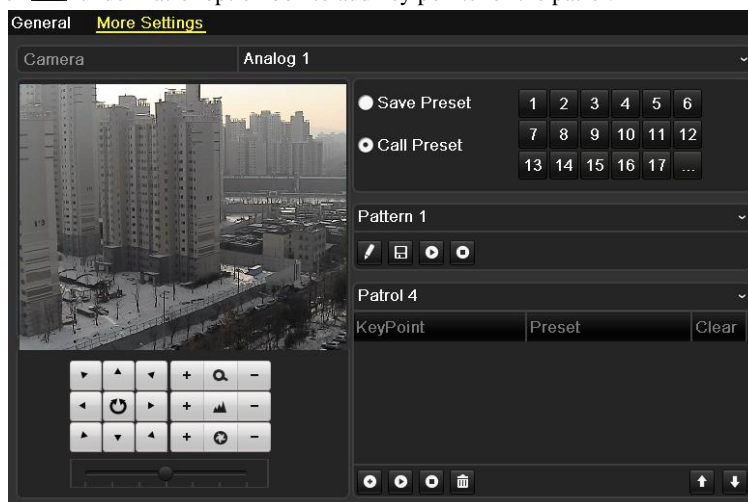 General More Settings
Camera Analog 1
Save Preset
Call Preset
1 2 3 4 5 6
7 8 9 10 11 12
13 14 15 16 17 ...
Pattern 1
Patrol 4
KeyPoint Preset Clear